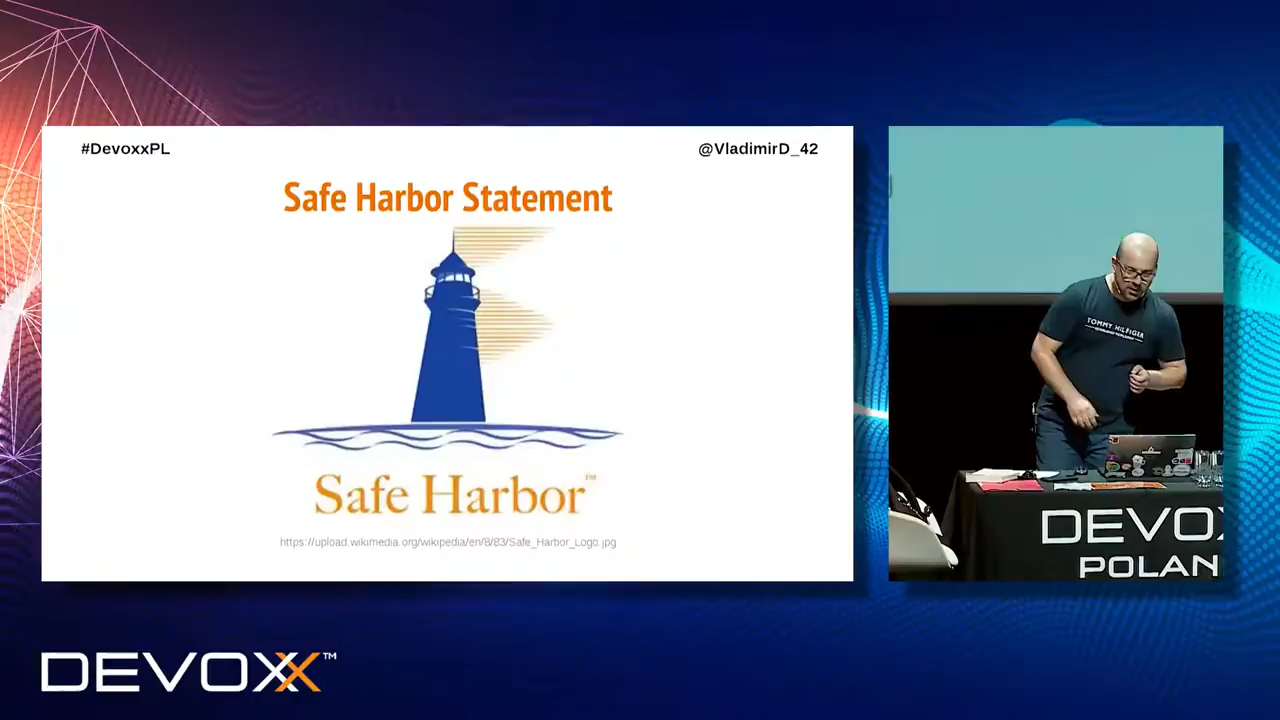 #DevoxxPL
@VladimirD_42
Safe Harbor Statement
Safe Harbor™
https://upload.wikimedia.org/wikipedia/en/8/83/Safe_Harbor_Logo.jpg
TOMMY HILFIGER
DEVOX
POLAN
DEVOXX™